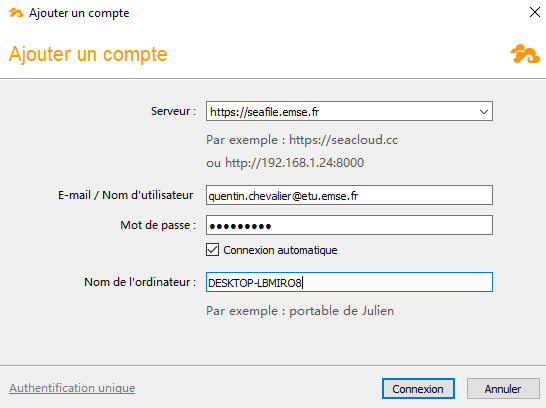 Ajouter un compte
Ajouter un compte
Serveur :
https://seafile.emse.fr
Par exemple : https://seacloud.cc
ou http://192.168.1.24:8000
E-mail / Nom d'utilisateur
quentin.chevalier@etu.emse.fr
Mot de passe :
●●●●●●●●●
Connexion automatique
Nom de l'ordinateur :
DESKTOP-LBMIRO8
Par exemple : portable de Julien
Authentification unique
Connexion
Annuler